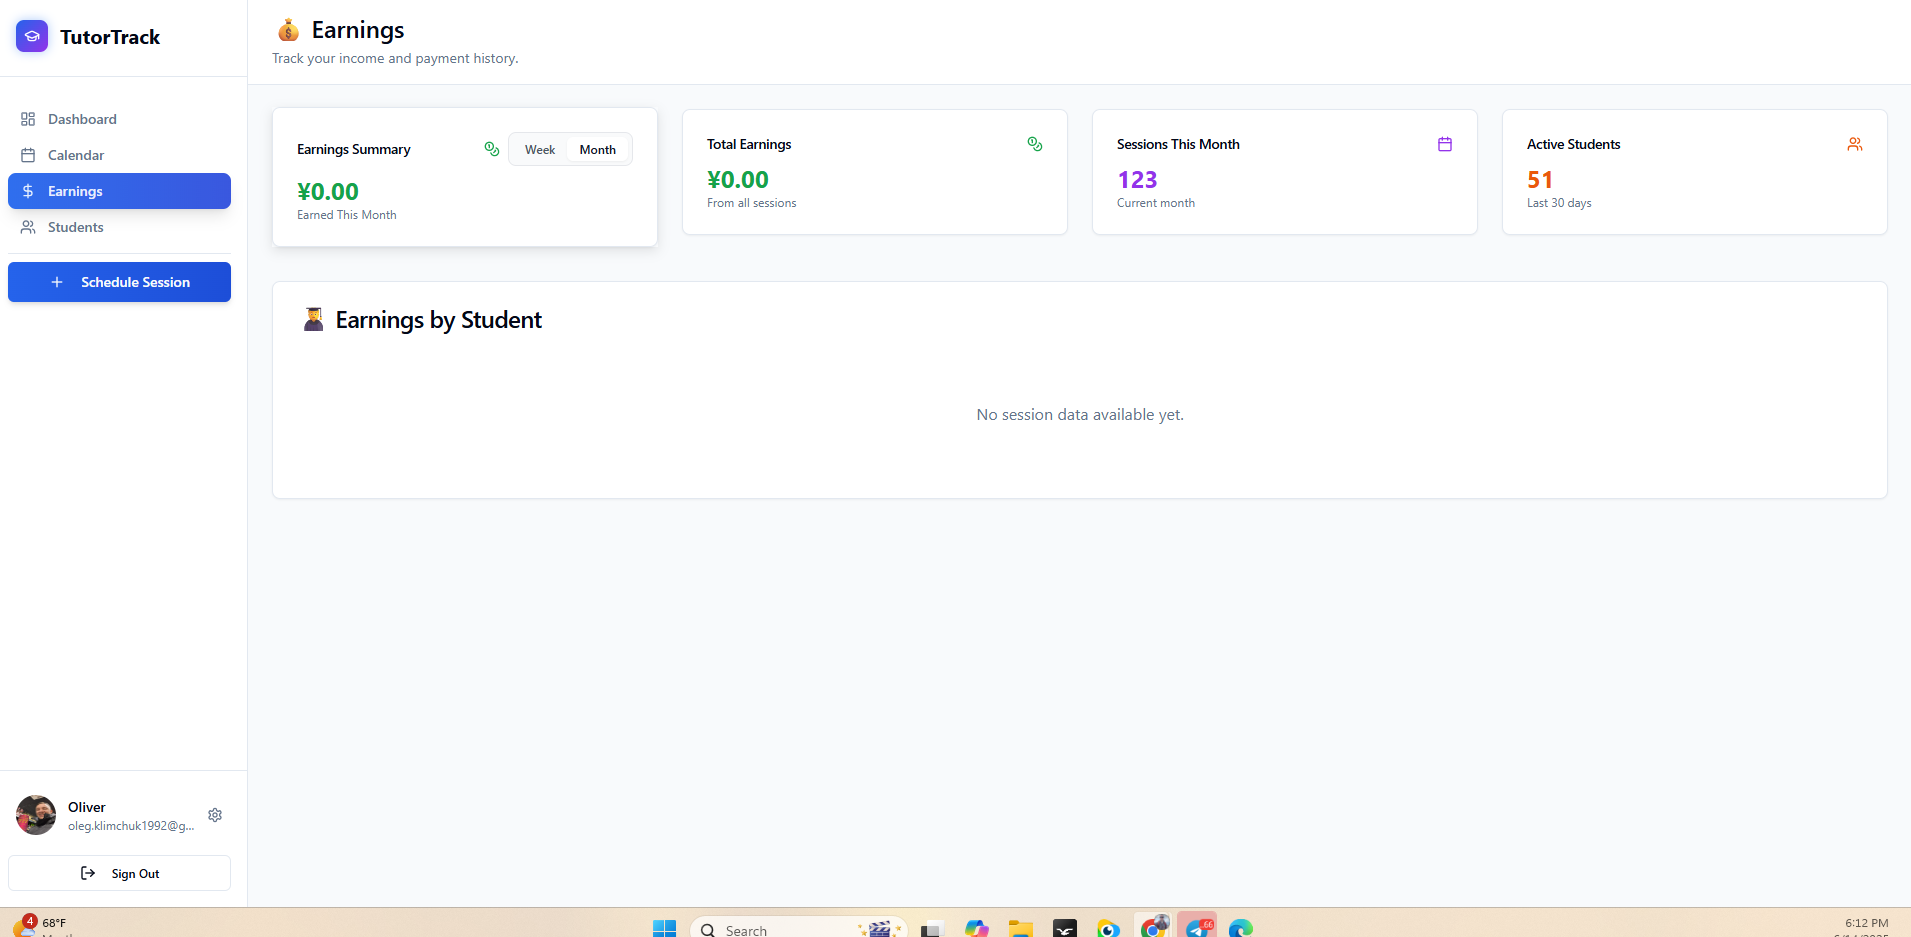 TutorTrack
Dashboard
Calendar
Earnings
Students
Schedule Session
Oliver
oleg.klimchuk1992@g...
Sign Out
Earnings
Track your income and payment history.
Earnings Summary
Week
Month
¥0.00
Earned This Month
Total Earnings
¥0.00
From all sessions
Sessions This Month
123
Current month
Active Students
51
Last 30 days
Earnings by Student
No session data available yet.
4
68°F
Search
6:12 PM